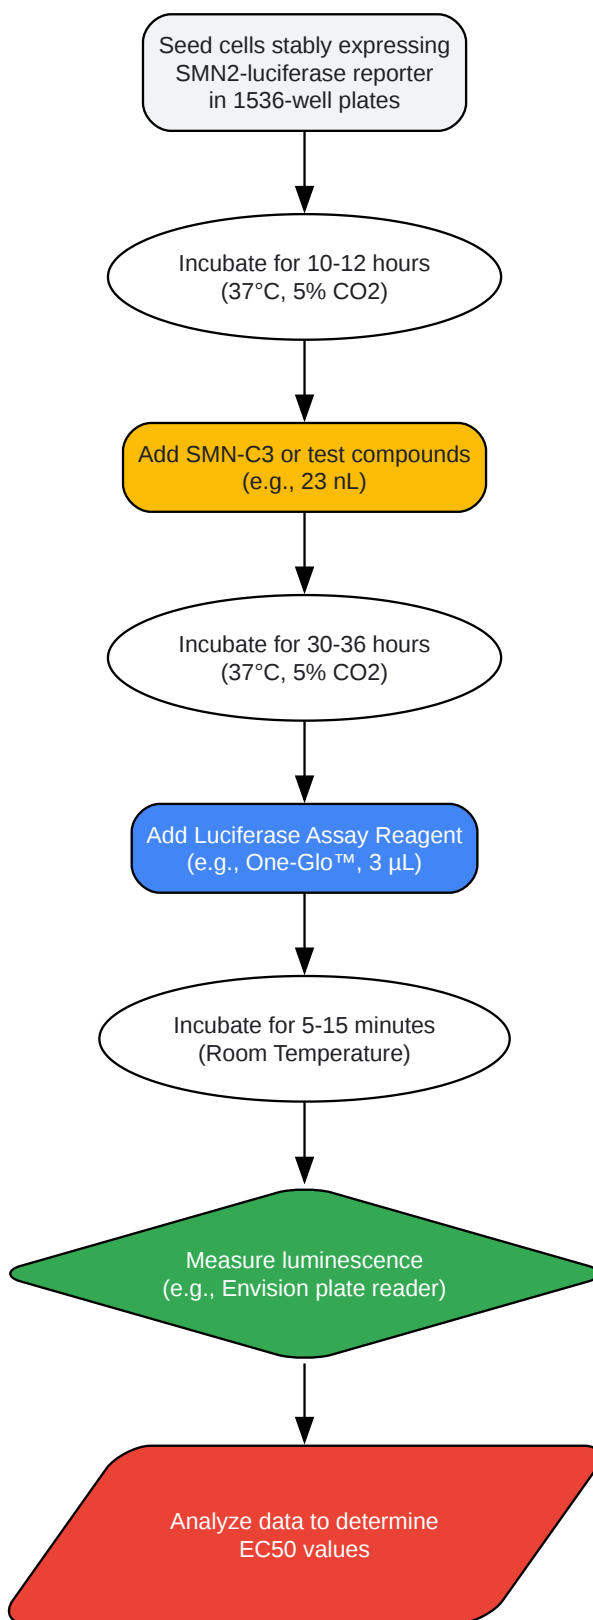 Seed cells stably expressing
SMN2-luciferase reporter
in 1536-well plates
Incubate for 10-12 hours
(37°C, 5% CO2)
Add SMN-C3 or test compounds
(e.g., 23 nL)
Incubate for 30-36 hours
(37°C, 5% CO2)
Add Luciferase Assay Reagent
(e.g., One-Glo™, 3 µL)
Incubate for 5-15 minutes
(Room Temperature)
Measure luminescence
(e.g., Envision plate reader)
Analyze data to determine
EC50 values